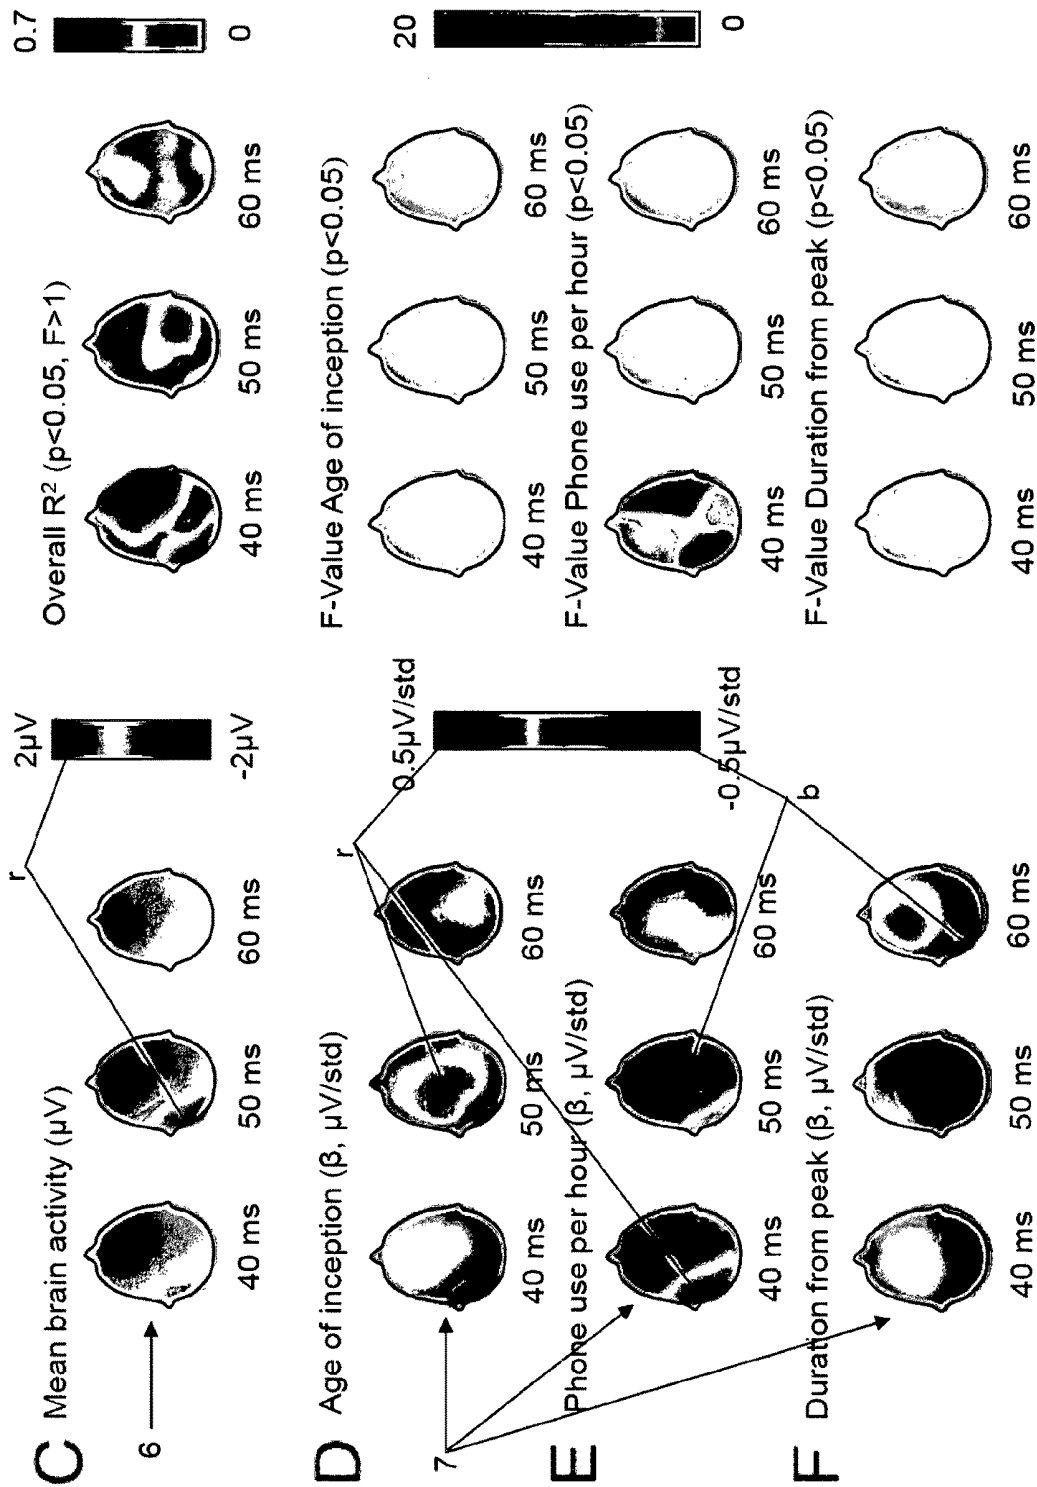 C Mean brain activity (µV)
Overall R² (p<0.05, F>1)
r
2µV
-2µV
0.7
0
6
40 ms 50 ms 60 ms
40 ms 50 ms 60 ms
D Age of inception (β, µV/std)
F-Value Age of inception (p<0.05)
r
0.5µV/std
-0.5µV/std
20
0
7
40 ms 50 ms 60 ms
40 ms 50 ms 60 ms
E Phone use per hour (β, µV/std)
F-Value Phone use per hour (p<0.05)
40 ms 50 ms 60 ms
40 ms 50 ms 60 ms
b
F Duration from peak (β, µV/std)
F-Value Duration from peak (p<0.05)
40 ms 50 ms 60 ms
40 ms 50 ms 60 ms